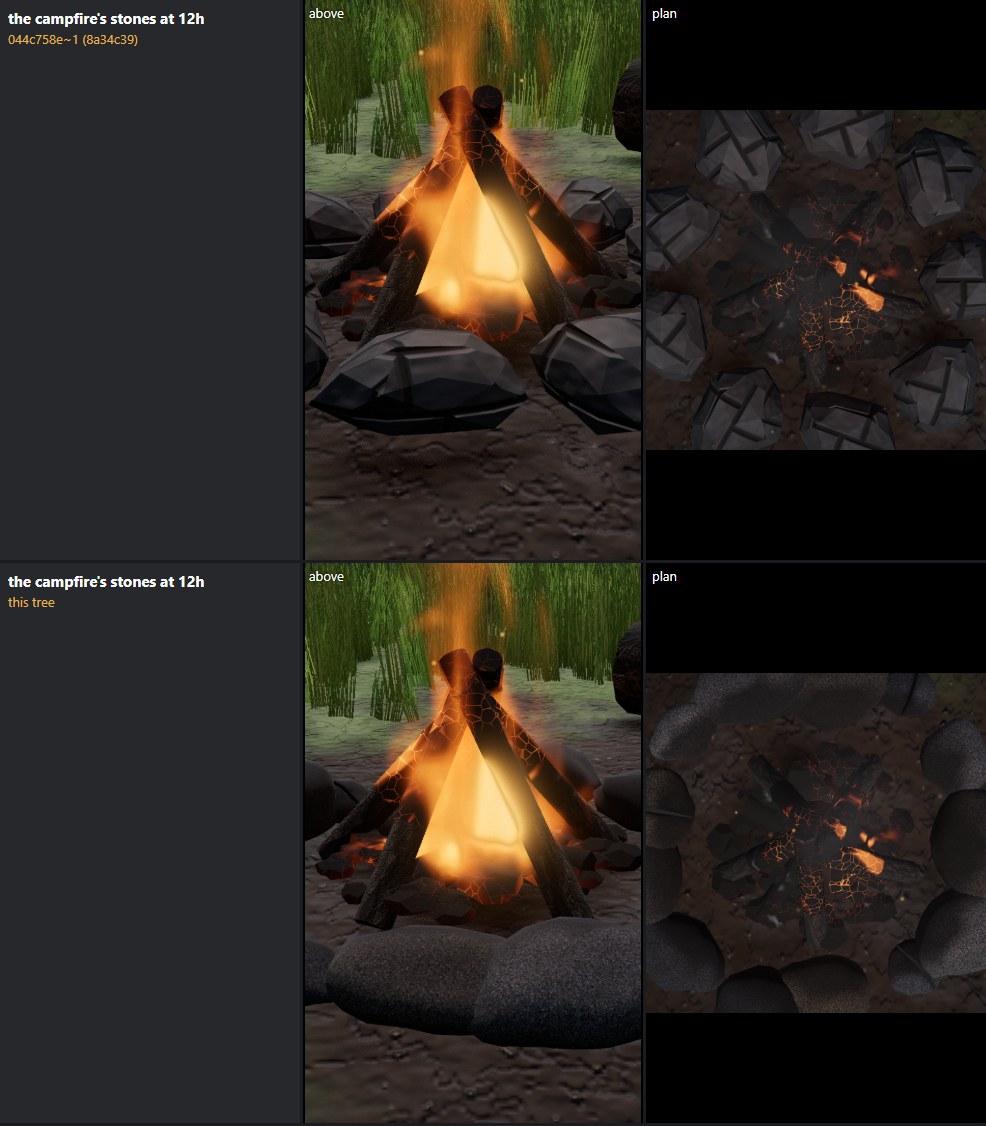 the campfire's stones at 12h
044c758e~1 (8a34c39)
above
plan
the campfire's stones at 12h
this tree
above
plan